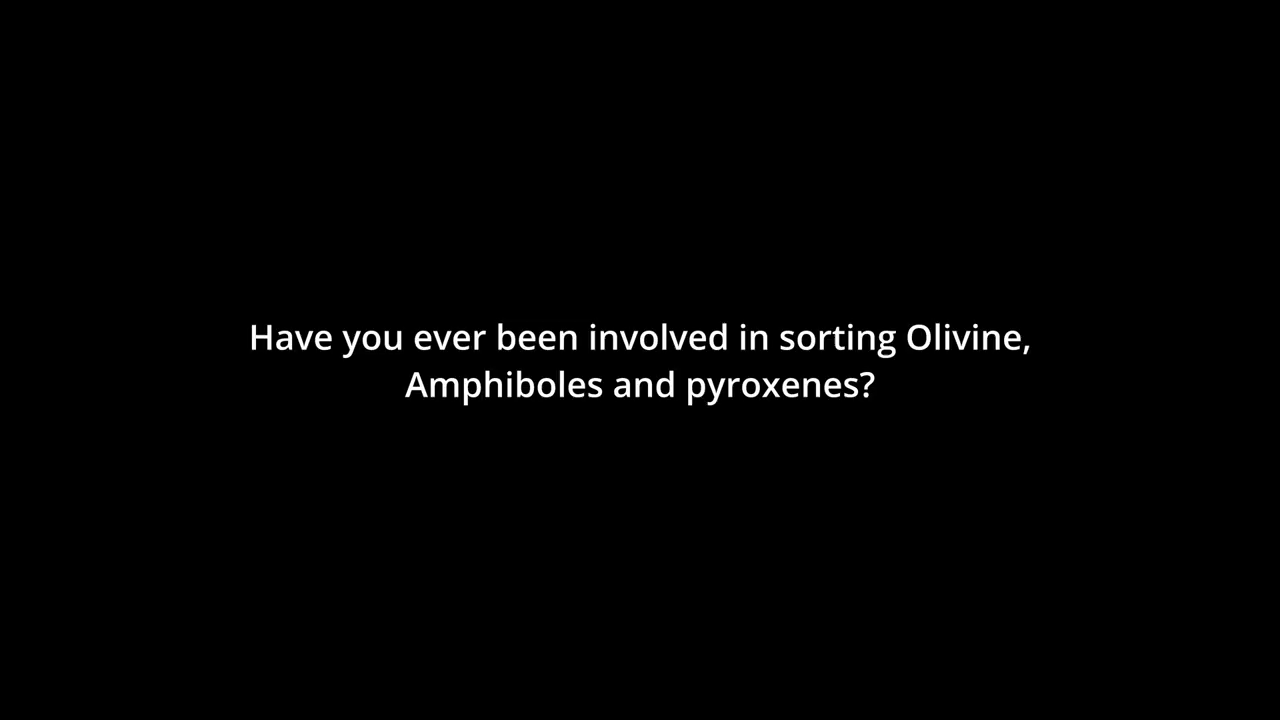 Have you ever been involved in sorting Olivine,
Amphiboles and pyroxenes?